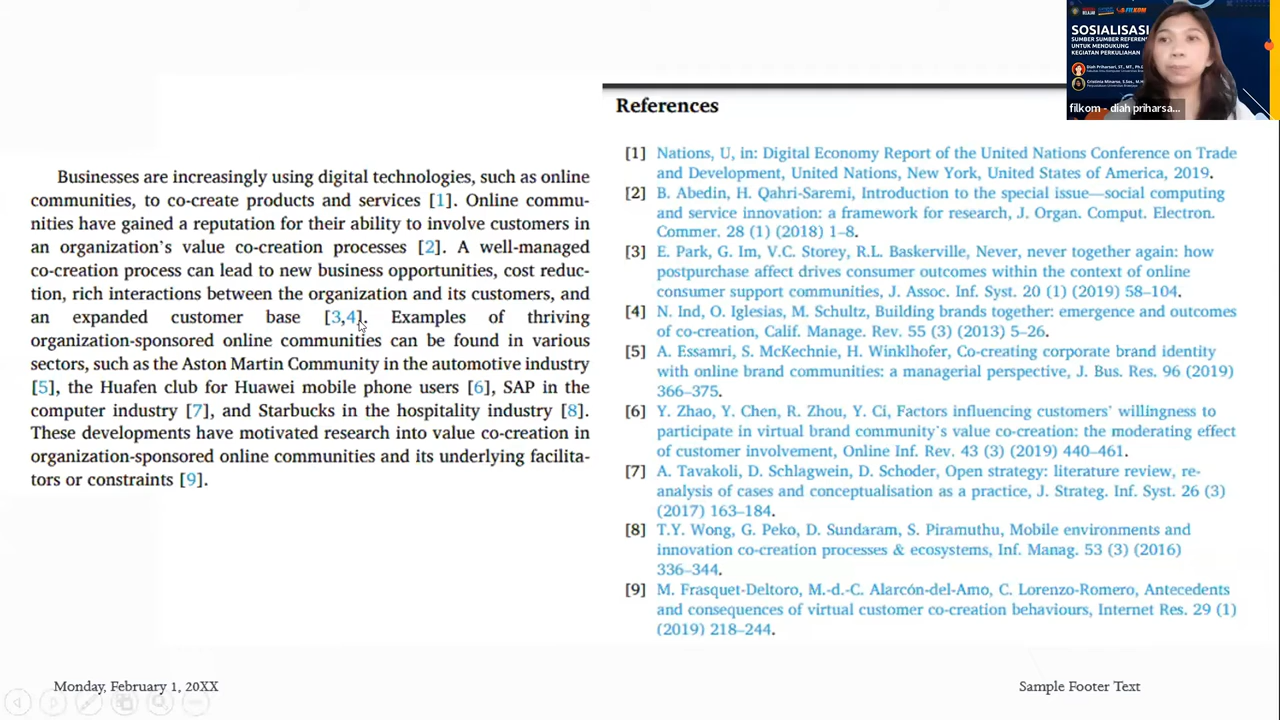 Businesses are increasingly using digital technologies, such as online
communities, to co-create products and services [1]. Online commu-
nities have gained a reputation for their ability to involve customers in
an organization's value co-creation processes [2]. A well-managed
co-creation process can lead to new business opportunities, cost reduc-
tion, rich interactions between the organization and its customers, and
an expanded customer base [3,4]. Examples of thriving
organization-sponsored online communities can be found in various
sectors, such as the Aston Martin Community in the automotive industry
[5], the Huafen club for Huawei mobile phone users [6], SAP in the
computer industry [7], and Starbucks in the hospitality industry [8].
These developments have motivated research into value co-creation in
organization-sponsored online communities and its underlying facilita-
tors or constraints [9].
References
[1] Nations, U, in: Digital Economy Report of the United Nations Conference on Trade
and Development, United Nations, New York, United States of America, 2019.
[2] B. Abedin, H. Qahri-Saremi, Introduction to the special issue—social computing
and service innovation: a framework for research, J. Organ. Comput. Electron.
Commer. 28 (1) (2018) 1–8.
[3] E. Park, G. Im, V.C. Storey, R.L. Baskerville, Never, never together again: how
postpurchase affect drives consumer outcomes within the context of online
consumer support communities, J. Assoc. Inf. Syst. 20 (1) (2019) 58–104.
[4] N. Ind, O. Iglesias, M. Schultz, Building brands together: emergence and outcomes
of co-creation, Calif. Manage. Rev. 55 (3) (2013) 5–26.
[5] A. Essamri, S. McKechnie, H. Winklhofer, Co-creating corporate brand identity
with online brand communities: a managerial perspective, J. Bus. Res. 96 (2019)
366–375.
[6] Y. Zhao, Y. Chen, R. Zhou, Y. Ci, Factors influencing customers' willingness to
participate in virtual brand community's value co-creation: the moderating effect
of customer involvement, Online Inf. Rev. 43 (3) (2019) 440–461.
[7] A. Tavakoli, D. Schlagwein, D. Schoder, Open strategy: literature review, re-
analysis of cases and conceptualisation as a practice, J. Strateg. Inf. Syst. 26 (3)
(2017) 163–184.
[8] T.Y. Wong, G. Peko, D. Sundaram, S. Piramuthu, Mobile environments and
innovation co-creation processes & ecosystems, Inf. Manag. 53 (3) (2016)
336–344.
[9] M. Frasquet-Deltoro, M.-d.-C. Alarcón-del-Amo, C. Lorenzo-Romero, Antecedents
and consequences of virtual customer co-creation behaviours, Internet Res. 29 (1)
(2019) 218–244.
Monday, February 1, 20XX
Sample Footer Text
FILKOM
SOSIALISASI
SUMBER SUMBER REFEREN
UNTUK MENDUKUNG
KEGIATAN PERKULIAHAN
Diah Priharsari, ST., MT., Ph.D
filkom - diah priharsa...